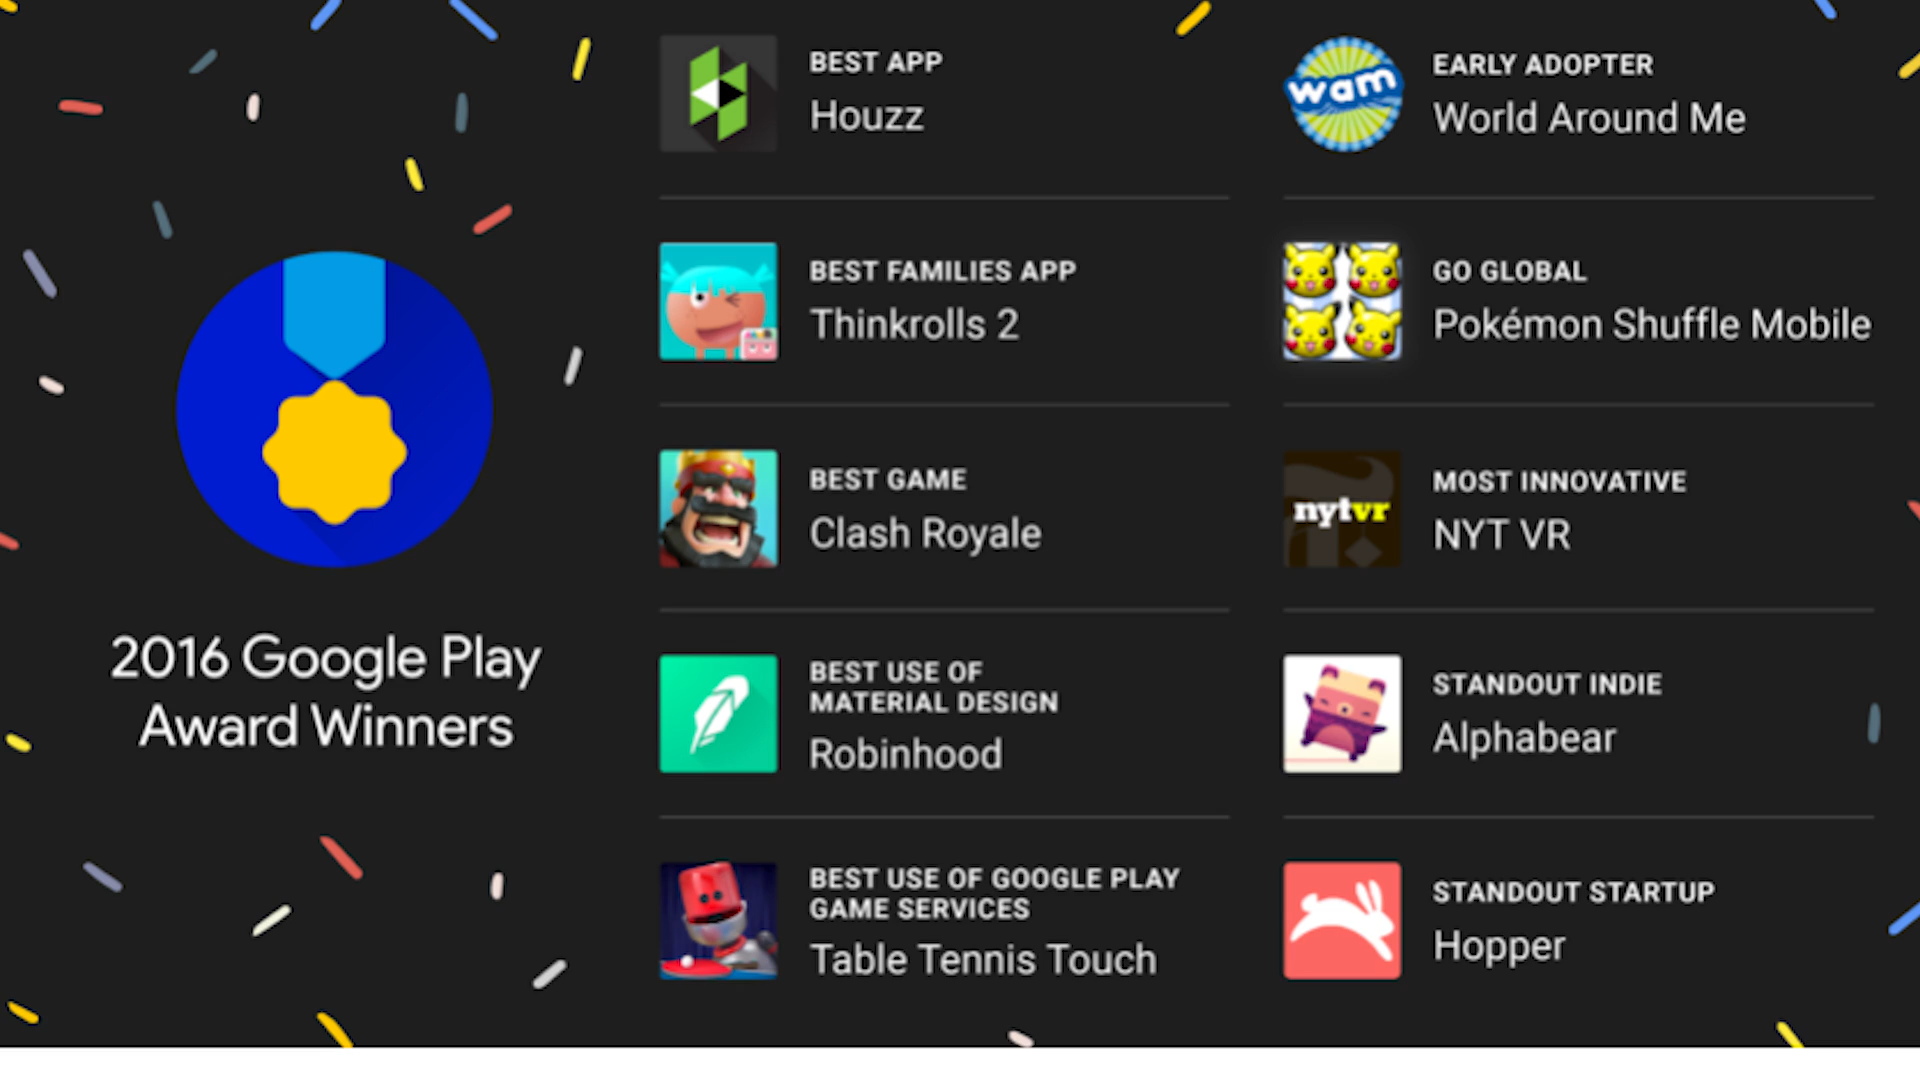 2016 Google Play
Award Winners
BEST APP
Houzz
BEST FAMILIES APP
Thinkrolls 2
BEST GAME
Clash Royale
BEST USE OF
MATERIAL DESIGN
Robinhood
BEST USE OF GOOGLE PLAY
GAME SERVICES
Table Tennis Touch
wam
EARLY ADOPTER
World Around Me
GO GLOBAL
Pokémon Shuffle Mobile
nytvr
MOST INNOVATIVE
NYT VR
STANDOUT INDIE
Alphabear
STANDOUT STARTUP
Hopper